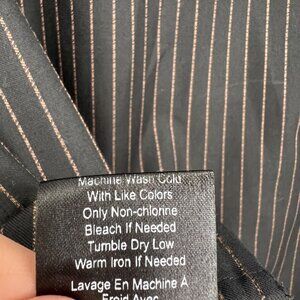 Machine Wash Cold
With Like Colors
Only Non-chlorine
Bleach If Needed
Tumble Dry Low
Warm Iron If Needed
Lavage En Machine A
Froid Avec